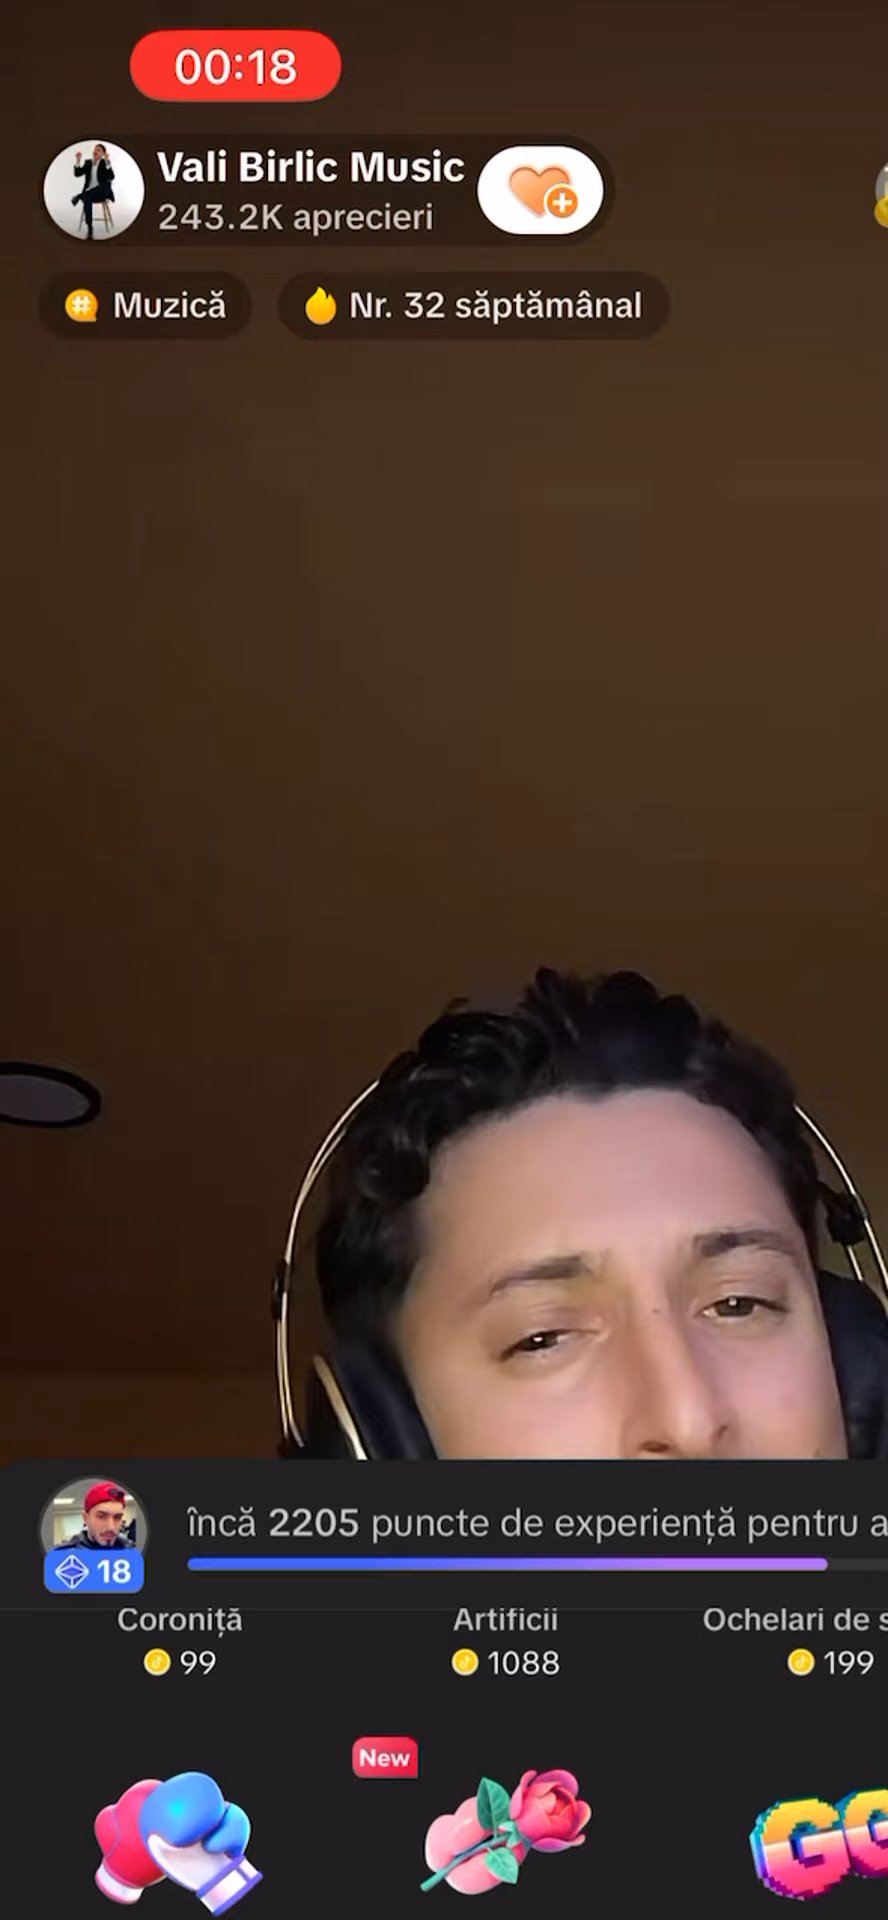 00:18
Vali Birlic Music
243.2K aprecieri
Muzică
Nr. 32 săptămânal
încă 2205 puncte de experiență pentru a
18
Coroniță
Artificii
Ochelari de s
99
1088
199
New
GG